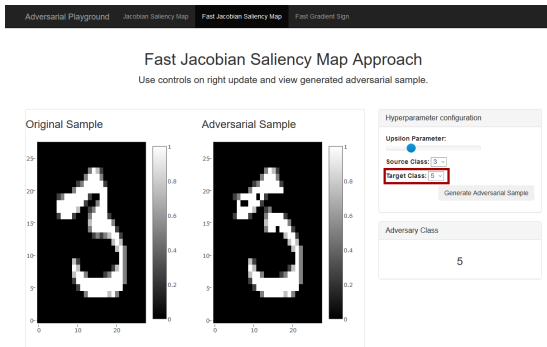 Adversarial Playground Jacobian Saliency Map Fast Jacobian Saliency Map Fast Gradient Sign
Fast Jacobian Saliency Map Approach
Use controls on right update and view generated adversarial sample.
Original Sample
Adversarial Sample
25
20
15
10
5
0
0 10 20
1
0.8
0.6
0.4
0.2
0
25
20
15
10
5
0
0 10 20
1
0.8
0.6
0.4
0.2
0
Hyperparameter configuration
Upsilon Parameter:
Source Class: 3
Target Class: 5
Generate Adversarial Sample
Adversary Class
5